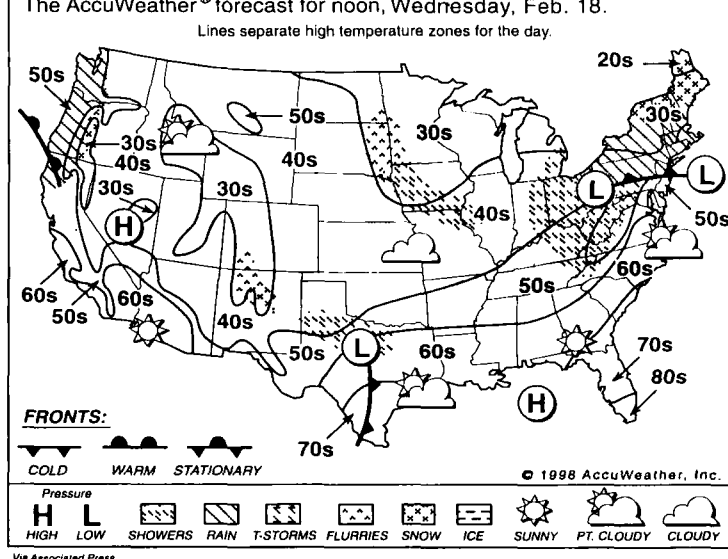 The AccuWeather® forecast for noon, Wednesday, Feb. 18.
Lines separate high temperature zones for the day.
20s
50s
50s
30s
30s
30s
40s
40s
30s
30s
L
L
H
40s
50s
50s
60s
60s
50s
60s
40s
50s
L
60s
70s
80s
H
70s
FRONTS:
COLD WARM STATIONARY
© 1998 AccuWeather, Inc.
Pressure
H L
HIGH LOW SHOWERS RAIN T-STORMS FLURRIES SNOW ICE SUNNY PT. CLOUDY CLOUDY
Via Associated Press